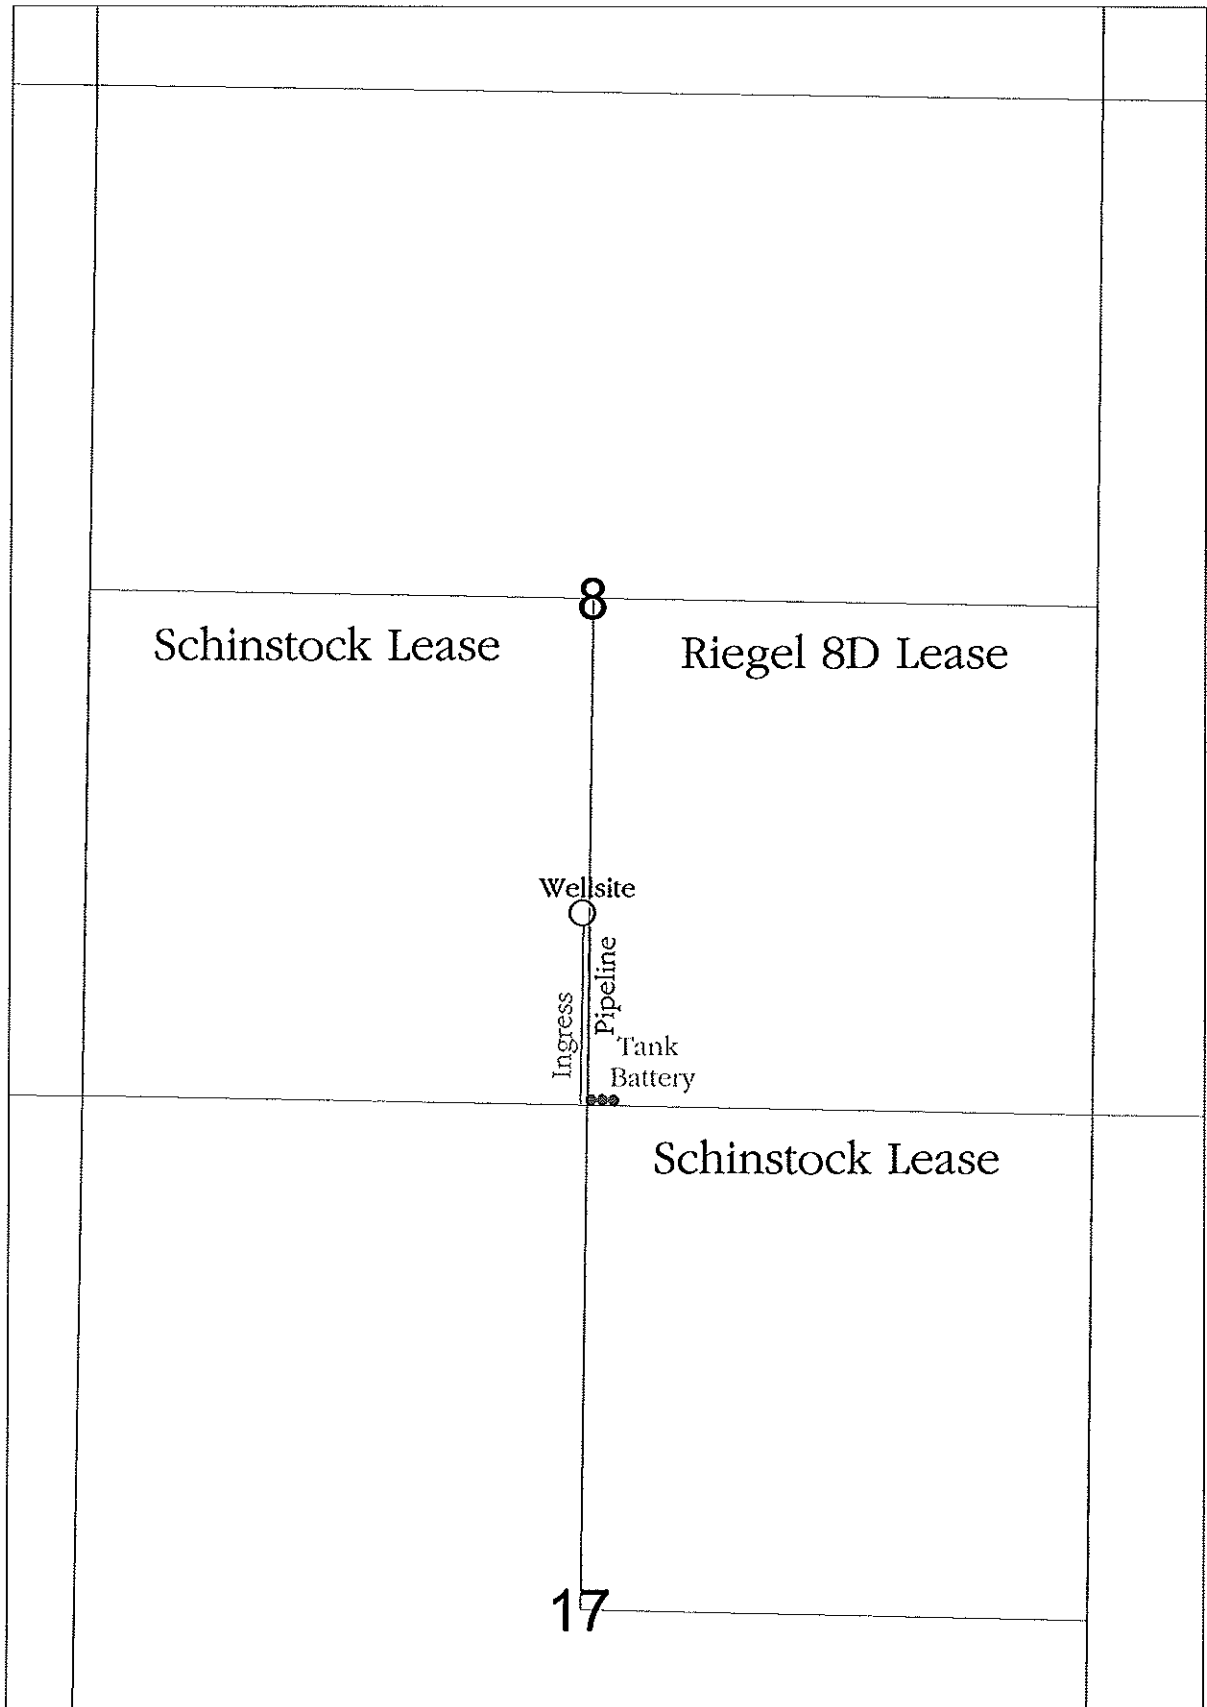 8
Schinstock Lease
Riegel 8D Lease
Wellsite
Ingress
Pipeline
Tank
Battery
Schinstock Lease
17